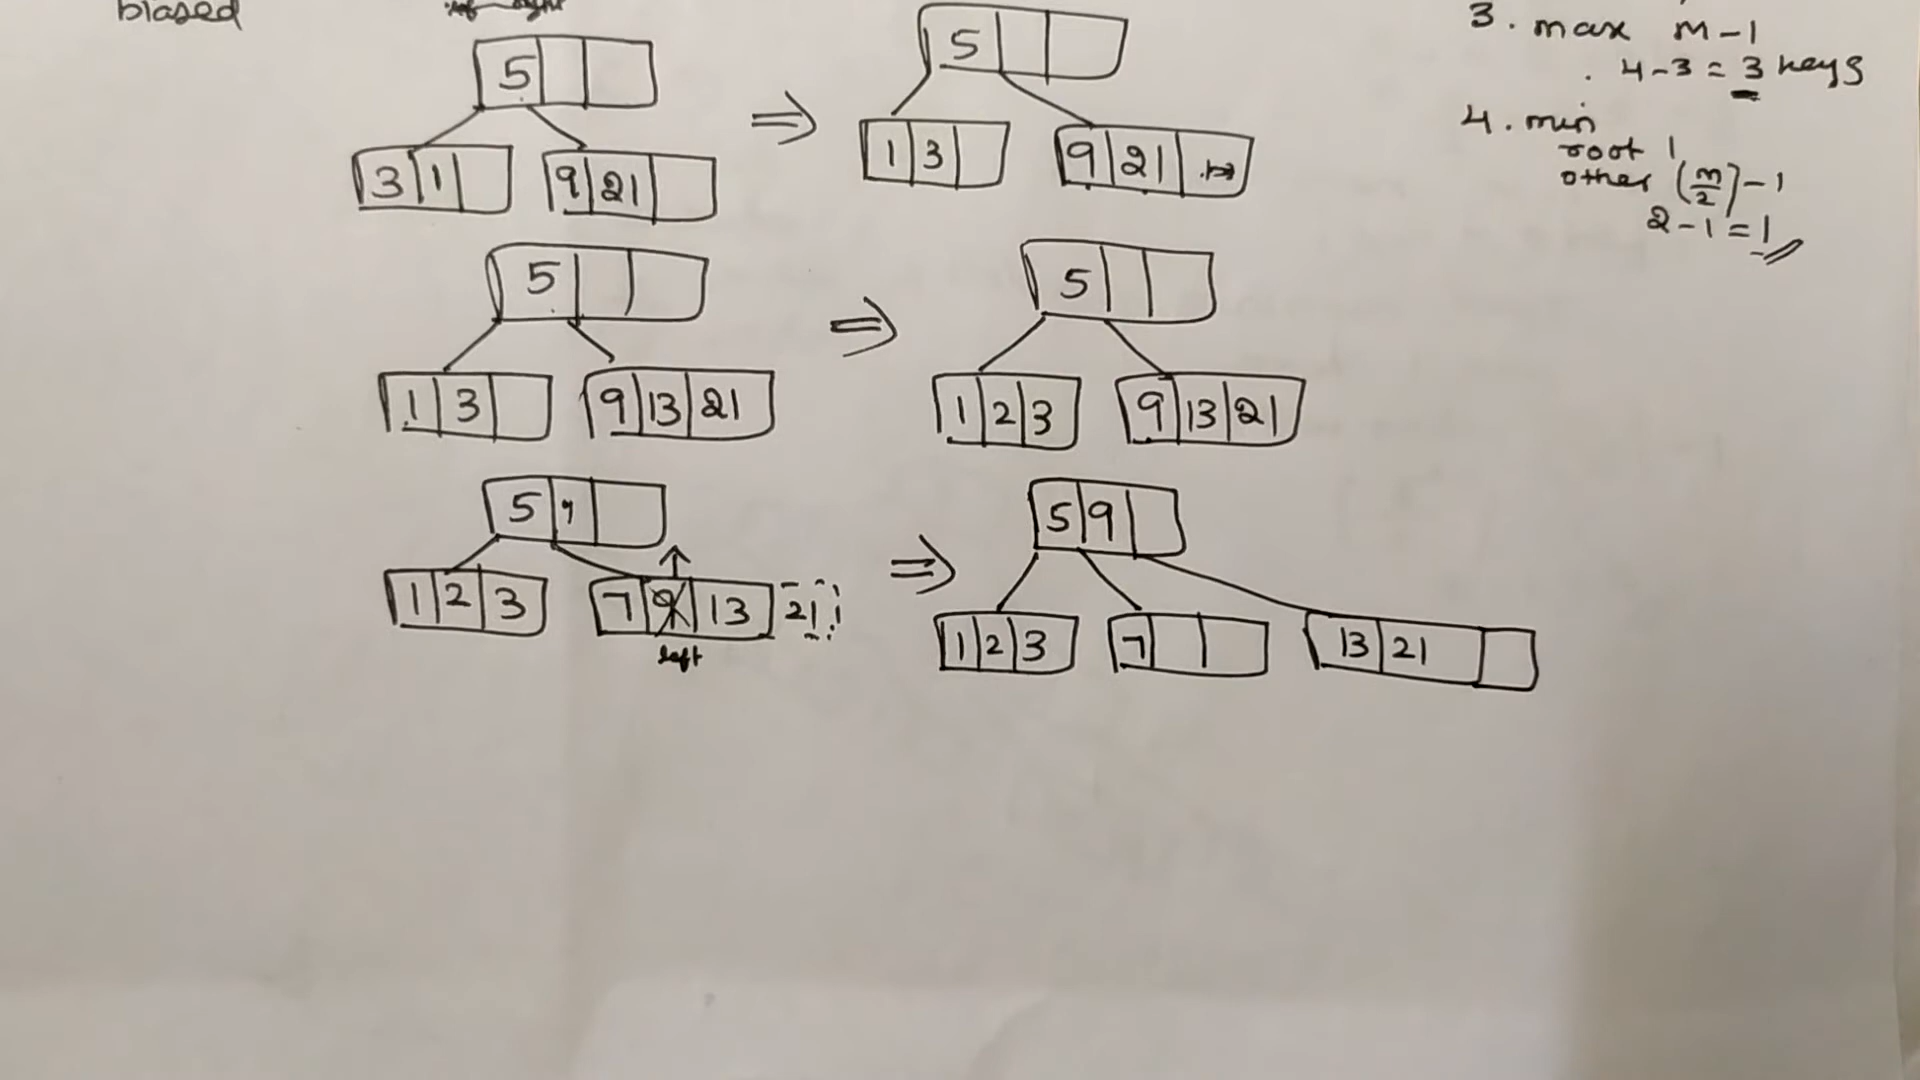 biased
5
3 1
9 21
⇒
5
1 3
9 21
3. max m-1
. 4-3 = 3 keys
4. min
root 1
other (m/2)-1
2-1=1
5
1 3
9 13 21
⇒
5
1 2 3
9 13 21
5
1 2 3
7 9 13 21
left
⇒
5 9
1 2 3
7
13 21